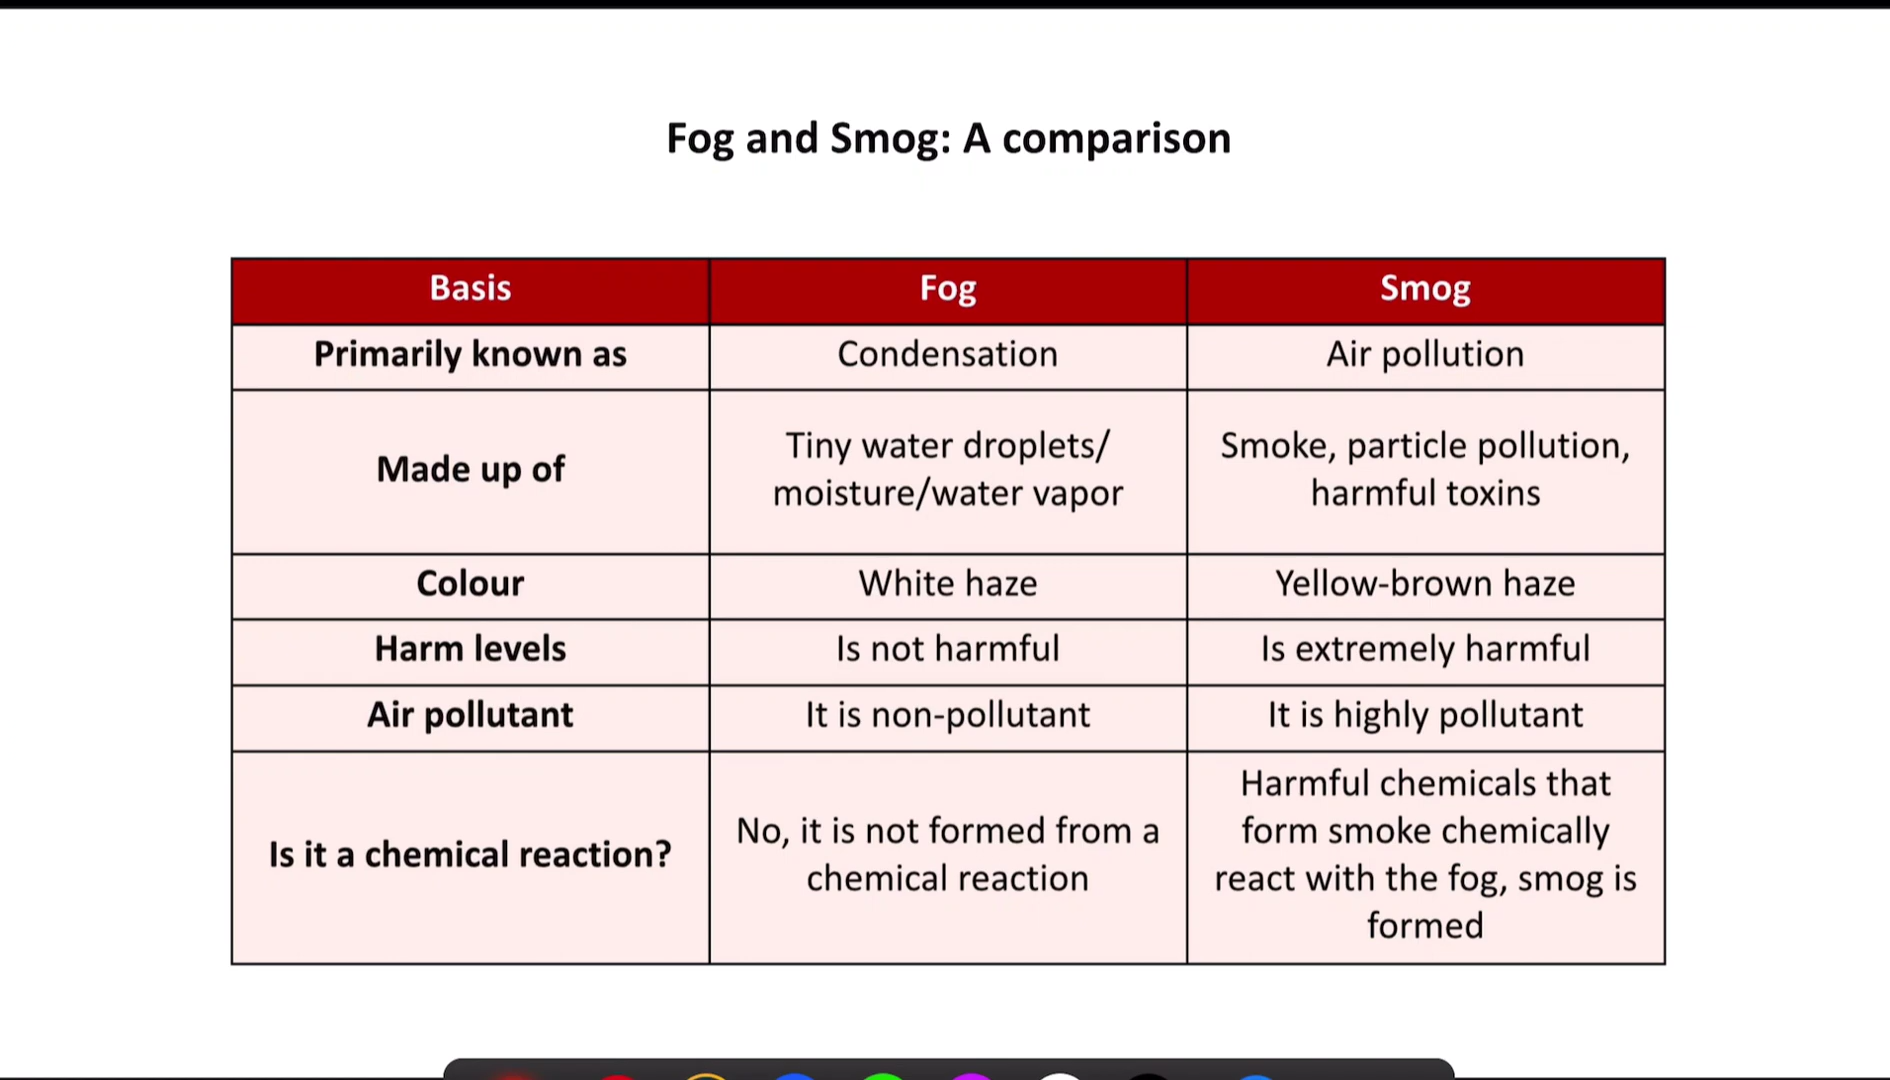 Fog and Smog: A comparison
Basis
Fog
Smog
Primarily known as
Condensation
Air pollution
Made up of
Tiny water droplets/
moisture/water vapor
Smoke, particle pollution,
harmful toxins
Colour
White haze
Yellow-brown haze
Harm levels
Is not harmful
Is extremely harmful
Air pollutant
It is non-pollutant
It is highly pollutant
Is it a chemical reaction?
No, it is not formed from a
chemical reaction
Harmful chemicals that
form smoke chemically
react with the fog, smog is
formed